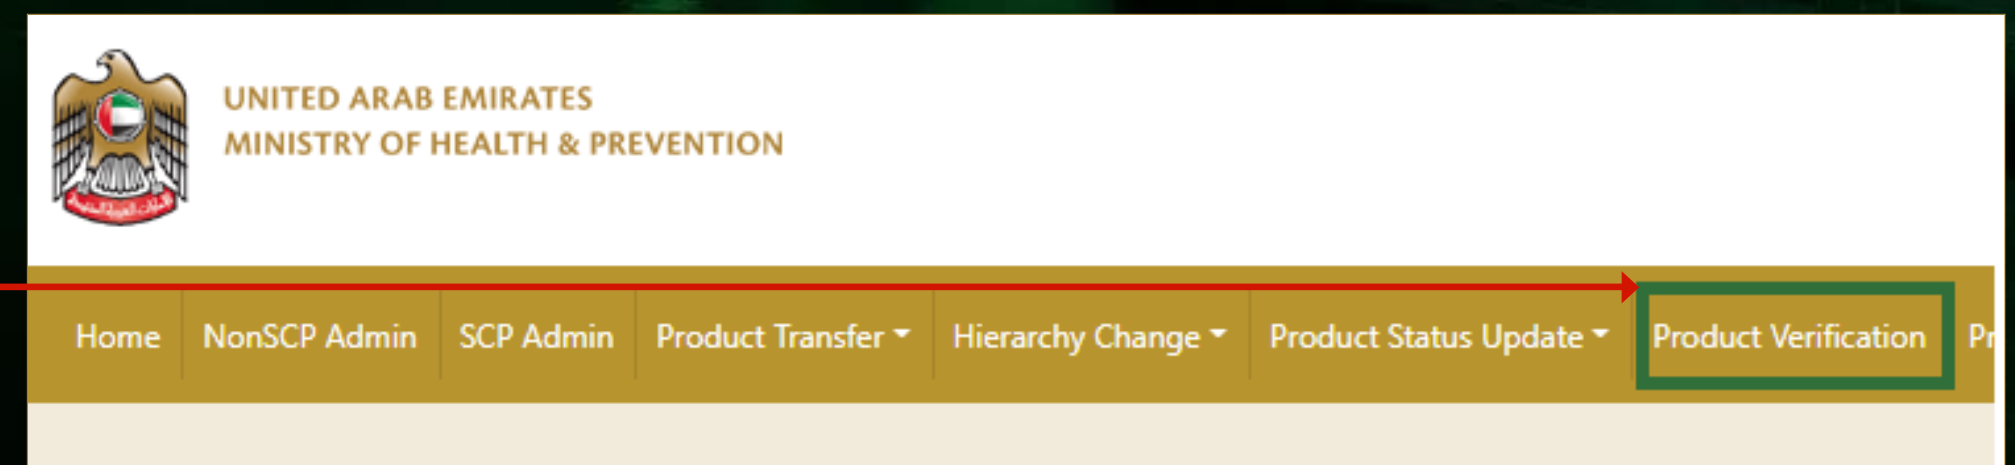 UNITED ARAB EMIRATES
MINISTRY OF HEALTH & PREVENTION
Home NonSCP Admin SCP Admin Product Transfer Hierarchy Change Product Status Update Product Verification Pr